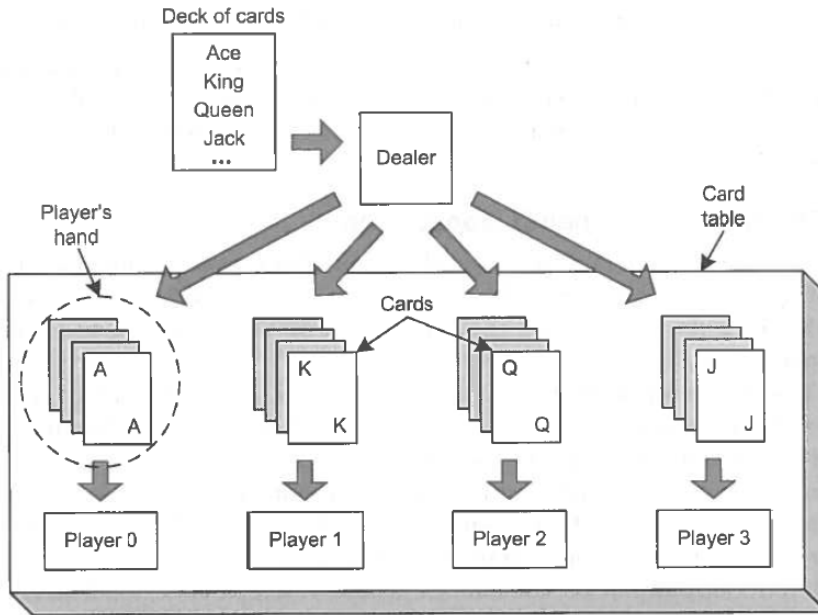 Deck of cards
Ace
King
Queen
Jack
...
Dealer
Player's
hand
Card
table
Cards
A
A
K
K
Q
Q
J
J
Player 0
Player 1
Player 2
Player 3